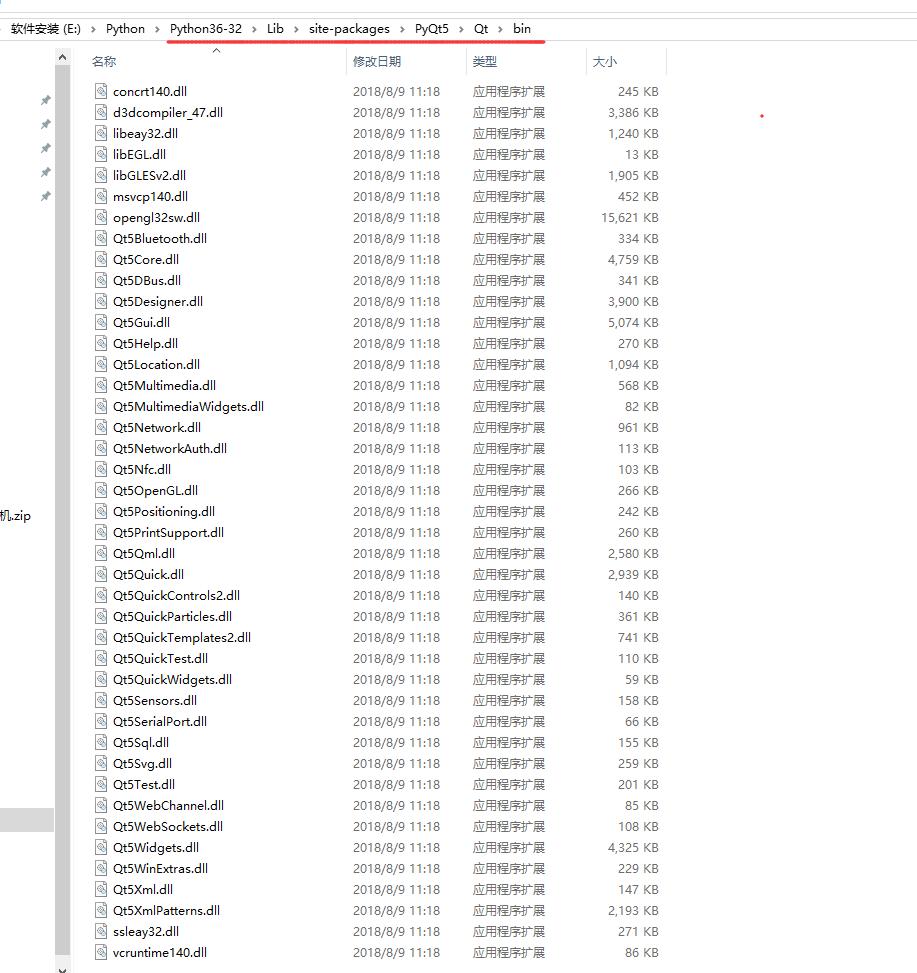 软件安装 (E:) > Python > Python36-32 > Lib > site-packages > PyQt5 > Qt > bin
名称 修改日期 类型 大小
concrt140.dll 2018/8/9 11:18 应用程序扩展 245 KB
d3dcompiler_47.dll 2018/8/9 11:18 应用程序扩展 3,386 KB
libeay32.dll 2018/8/9 11:18 应用程序扩展 1,240 KB
libEGL.dll 2018/8/9 11:18 应用程序扩展 13 KB
libGLESv2.dll 2018/8/9 11:18 应用程序扩展 1,905 KB
msvcp140.dll 2018/8/9 11:18 应用程序扩展 452 KB
opengl32sw.dll 2018/8/9 11:18 应用程序扩展 15,621 KB
Qt5Bluetooth.dll 2018/8/9 11:18 应用程序扩展 334 KB
Qt5Core.dll 2018/8/9 11:18 应用程序扩展 4,759 KB
Qt5DBus.dll 2018/8/9 11:18 应用程序扩展 341 KB
Qt5Designer.dll 2018/8/9 11:18 应用程序扩展 3,900 KB
Qt5Gui.dll 2018/8/9 11:18 应用程序扩展 5,074 KB
Qt5Help.dll 2018/8/9 11:18 应用程序扩展 270 KB
Qt5Location.dll 2018/8/9 11:18 应用程序扩展 1,094 KB
Qt5Multimedia.dll 2018/8/9 11:18 应用程序扩展 568 KB
Qt5MultimediaWidgets.dll 2018/8/9 11:18 应用程序扩展 82 KB
Qt5Network.dll 2018/8/9 11:18 应用程序扩展 961 KB
Qt5NetworkAuth.dll 2018/8/9 11:18 应用程序扩展 113 KB
Qt5Nfc.dll 2018/8/9 11:18 应用程序扩展 103 KB
Qt5OpenGL.dll 2018/8/9 11:18 应用程序扩展 266 KB
机.zip Qt5Positioning.dll 2018/8/9 11:18 应用程序扩展 242 KB
Qt5PrintSupport.dll 2018/8/9 11:18 应用程序扩展 260 KB
Qt5Qml.dll 2018/8/9 11:18 应用程序扩展 2,580 KB
Qt5Quick.dll 2018/8/9 11:18 应用程序扩展 2,939 KB
Qt5QuickControls2.dll 2018/8/9 11:18 应用程序扩展 140 KB
Qt5QuickParticles.dll 2018/8/9 11:18 应用程序扩展 361 KB
Qt5QuickTemplates2.dll 2018/8/9 11:18 应用程序扩展 741 KB
Qt5QuickTest.dll 2018/8/9 11:18 应用程序扩展 110 KB
Qt5QuickWidgets.dll 2018/8/9 11:18 应用程序扩展 59 KB
Qt5Sensors.dll 2018/8/9 11:18 应用程序扩展 158 KB
Qt5SerialPort.dll 2018/8/9 11:18 应用程序扩展 66 KB
Qt5Sql.dll 2018/8/9 11:18 应用程序扩展 155 KB
Qt5Svg.dll 2018/8/9 11:18 应用程序扩展 259 KB
Qt5Test.dll 2018/8/9 11:18 应用程序扩展 201 KB
Qt5WebChannel.dll 2018/8/9 11:18 应用程序扩展 85 KB
Qt5WebSockets.dll 2018/8/9 11:18 应用程序扩展 108 KB
Qt5Widgets.dll 2018/8/9 11:18 应用程序扩展 4,325 KB
Qt5WinExtras.dll 2018/8/9 11:18 应用程序扩展 229 KB
Qt5Xml.dll 2018/8/9 11:18 应用程序扩展 147 KB
Qt5XmlPatterns.dll 2018/8/9 11:18 应用程序扩展 2,193 KB
ssleay32.dll 2018/8/9 11:18 应用程序扩展 271 KB
vcruntime140.dll 2018/8/9 11:18 应用程序扩展 86 KB